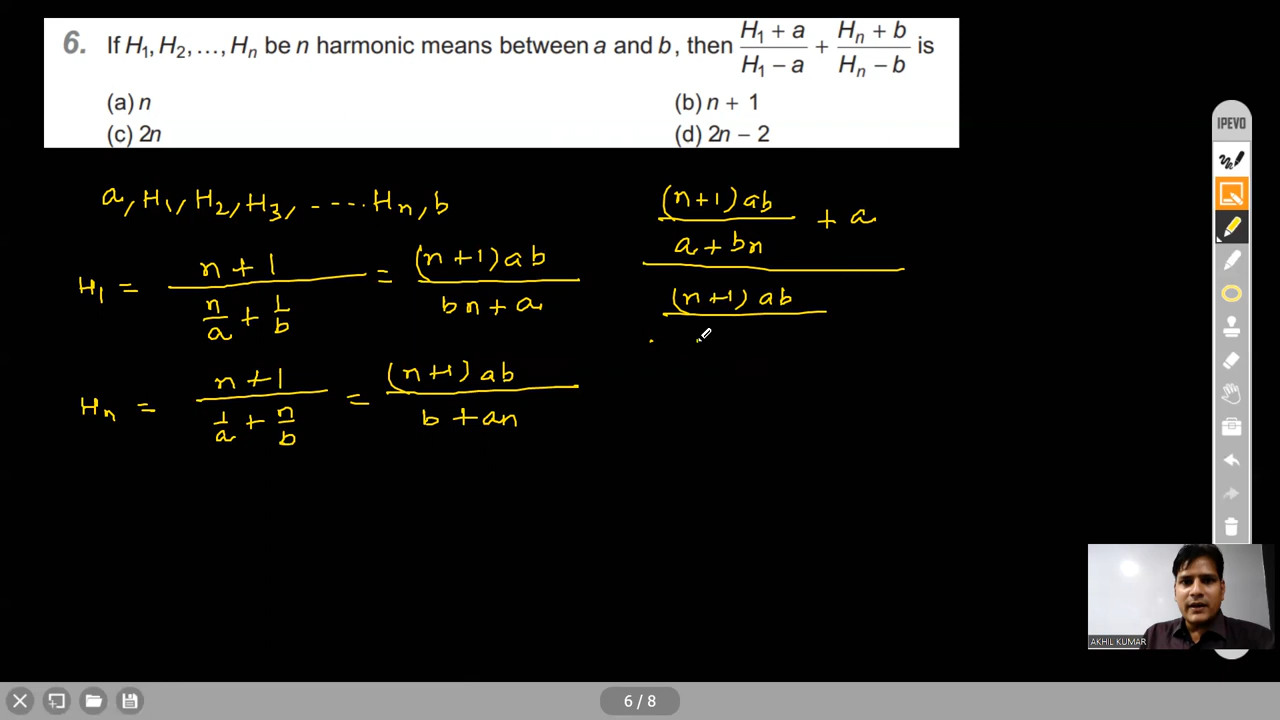 6. If H₁, H₂, ..., Hₙ be n harmonic means between a and b, then (H₁ + a)/(H₁ − a) + (Hₙ + b)/(Hₙ − b) is
(a) n (b) n + 1
(c) 2n (d) 2n − 2
a, H₁, H₂, H₃, ----- Hₙ, b
H₁ = (n+1)/(n/a + 1/b) = (n+1)ab/(bn + a)
Hₙ = (n+1)/(1/a + n/b) = (n+1)ab/(b + an)
(n+1)ab/(a + bn) + a
(n+1)ab
IPEVO
AKHIL KUMAR
6 / 8